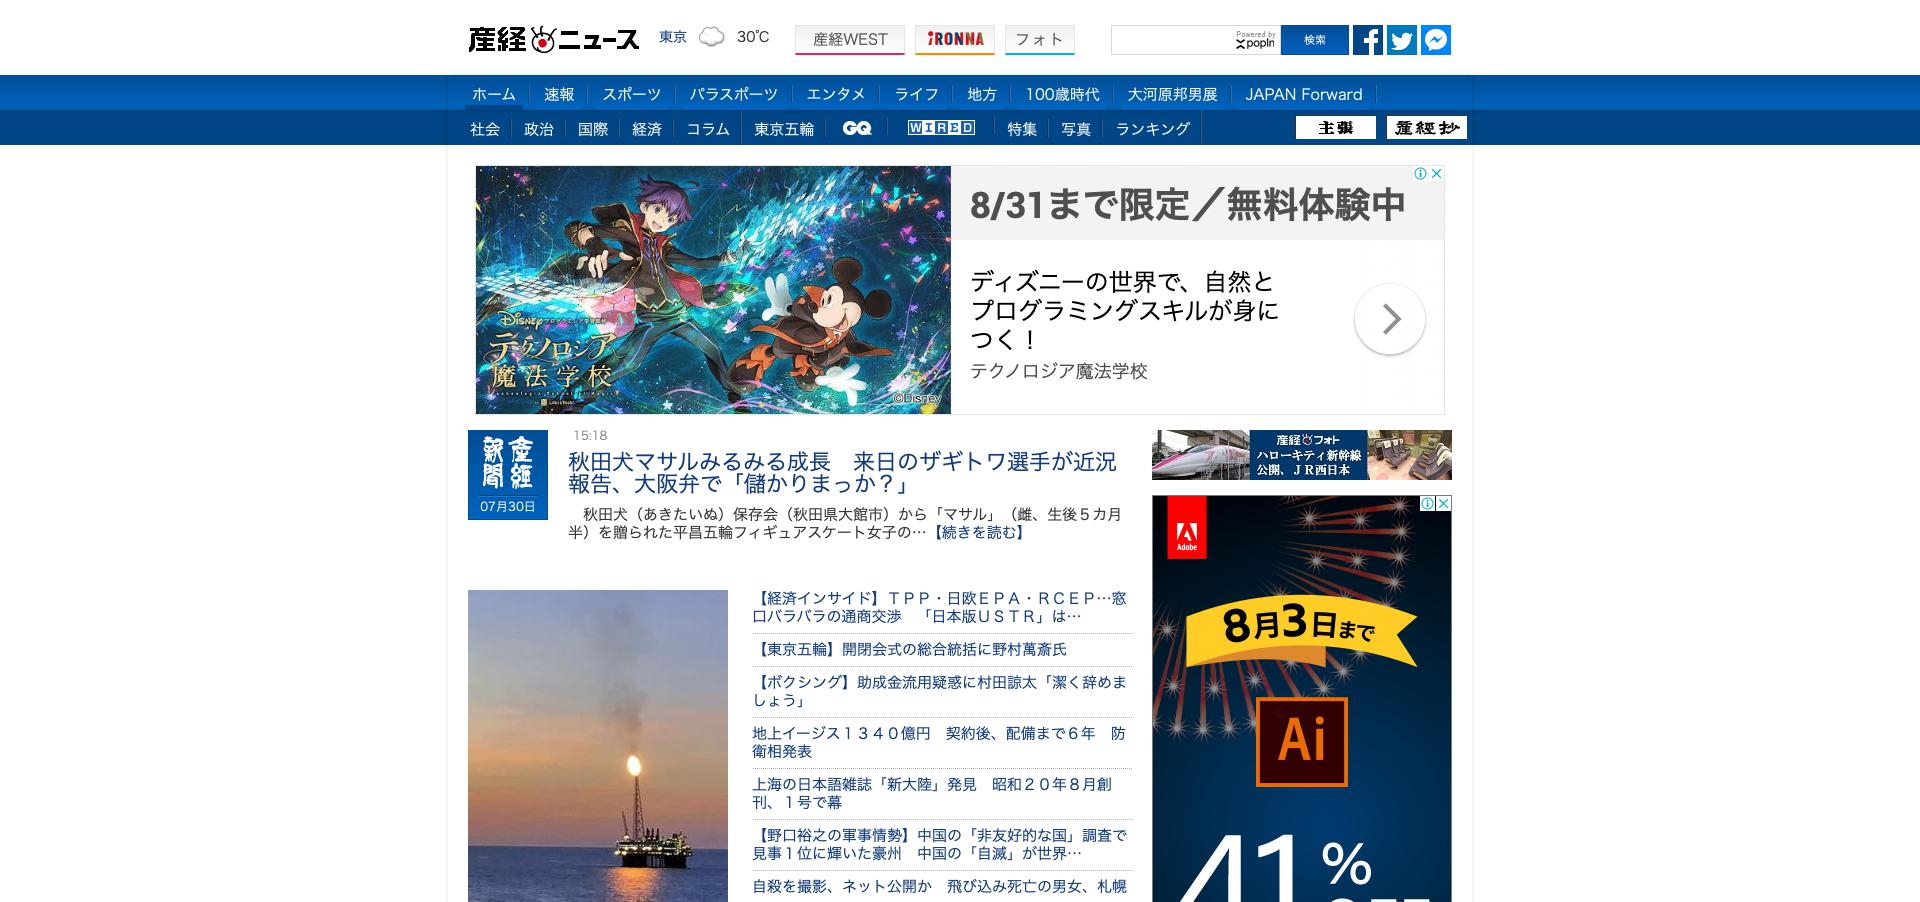 産経ニュース
東京 30℃
産経WEST
iRONNA
フォト
Powered by
popIn
検索
ホーム 速報 スポーツ パラスポーツ エンタメ ライフ 地方 100歳時代 大河原邦男展 JAPAN Forward
社会 政治 国際 経済 コラム 東京五輪 GQ WIRED 特集 写真 ランキング 主張 産經抄
8/31まで限定／無料体験中
ディズニーの世界で、自然と
プログラミングスキルが身に
つく！
テクノロジア魔法学校
Disney プログラミング学習教材
テクノロジア
魔法学校
©Disney
産經
新聞
07月30日
15:18
秋田犬マサルみるみる成長　来日のザギトワ選手が近況
報告、大阪弁で「儲かりまっか？」
秋田犬（あきたいぬ）保存会（秋田県大館市）から「マサル」（雌、生後５カ月
半）を贈られた平昌五輪フィギュアスケート女子の…【続きを読む】
産経フォト
ハローキティ新幹線
公開、ＪＲ西日本
【経済インサイド】ＴＰＰ・日欧ＥＰＡ・ＲＣＥＰ…窓
口バラバラの通商交渉　「日本版ＵＳＴＲ」は…
【東京五輪】開閉会式の総合統括に野村萬斎氏
【ボクシング】助成金流用疑惑に村田諒太「潔く辞めま
しょう」
地上イージス１３４０億円　契約後、配備まで６年　防
衛相発表
上海の日本語雑誌「新大陸」発見　昭和２０年８月創
刊、１号で幕
【野口裕之の軍事情勢】中国の「非友好的な国」調査で
見事１位に輝いた豪州　中国の「自滅」が世界…
自殺を撮影、ネット公開か　飛び込み死亡の男女、札幌
Adobe
8月3日まで
Ai
41%